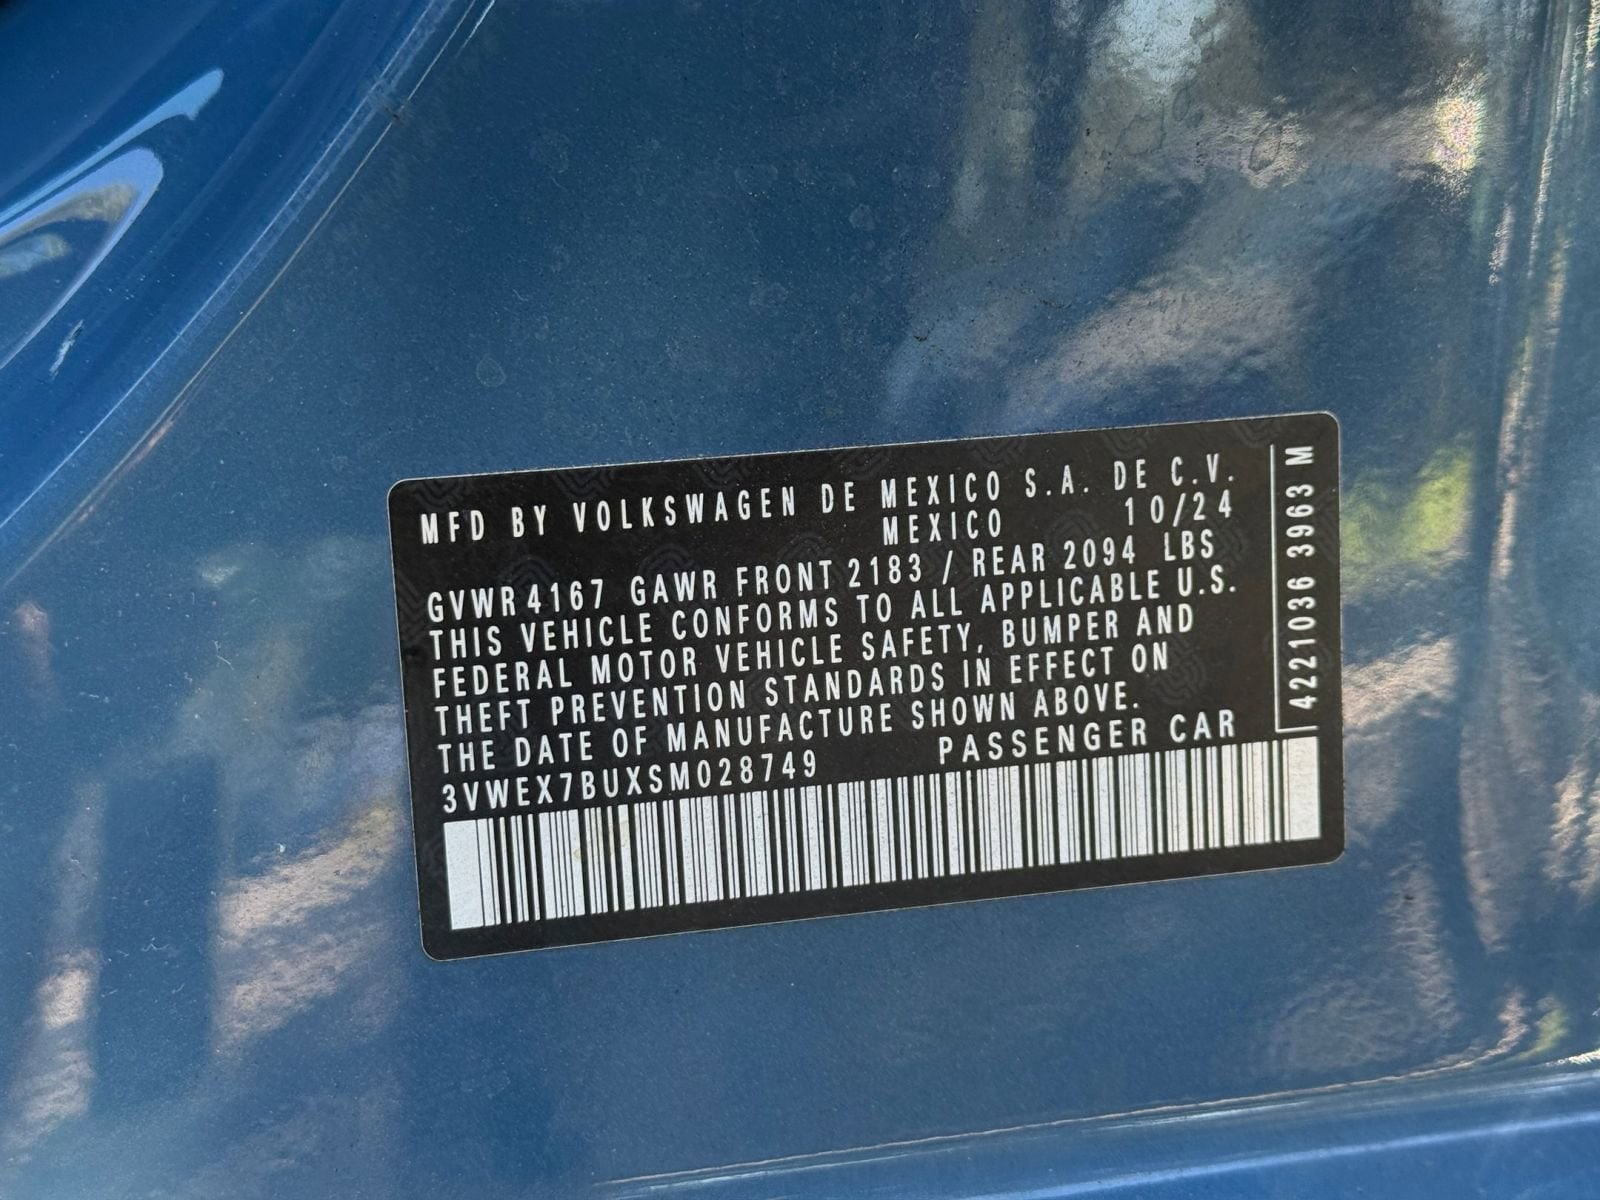 MFD BY VOLKSWAGEN DE MEXICO S.A. DE C.V.
MEXICO 10/24
GVWR 4167 GAWR FRONT 2183 / REAR 2094 LBS
THIS VEHICLE CONFORMS TO ALL APPLICABLE U.S.
FEDERAL MOTOR VEHICLE SAFETY, BUMPER AND
THEFT PREVENTION STANDARDS IN EFFECT ON
THE DATE OF MANUFACTURE SHOWN ABOVE.
3VWEX7BUXSM028749 PASSENGER CAR
4221036 3963 M